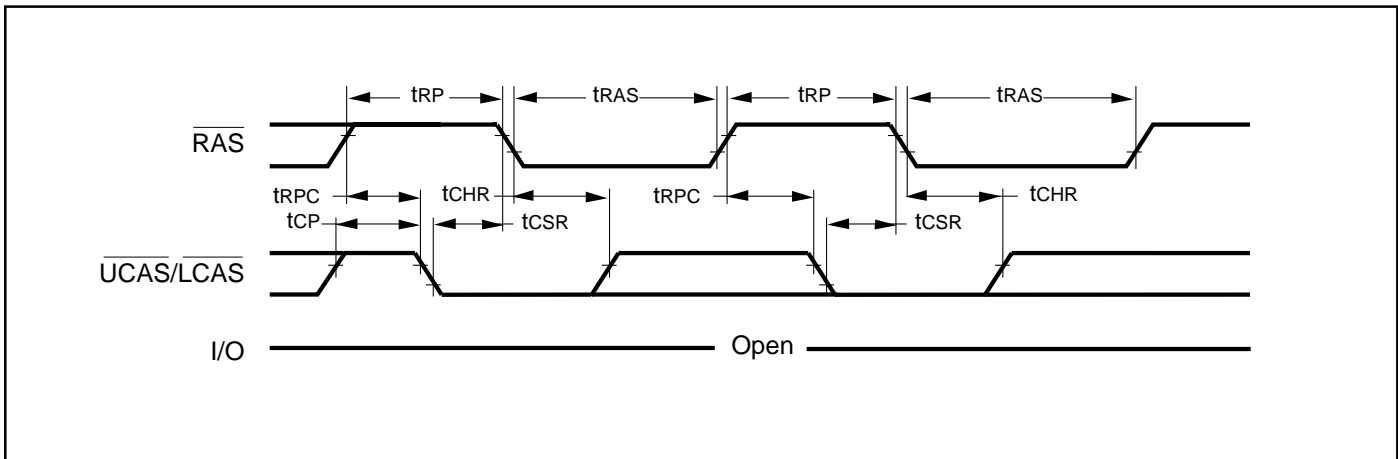 tRP tRAS tRP tRAS
RAS
tRPC tCHR tRPC tCHR
tCP tCSR tCSR
UCAS/LCAS
I/O Open